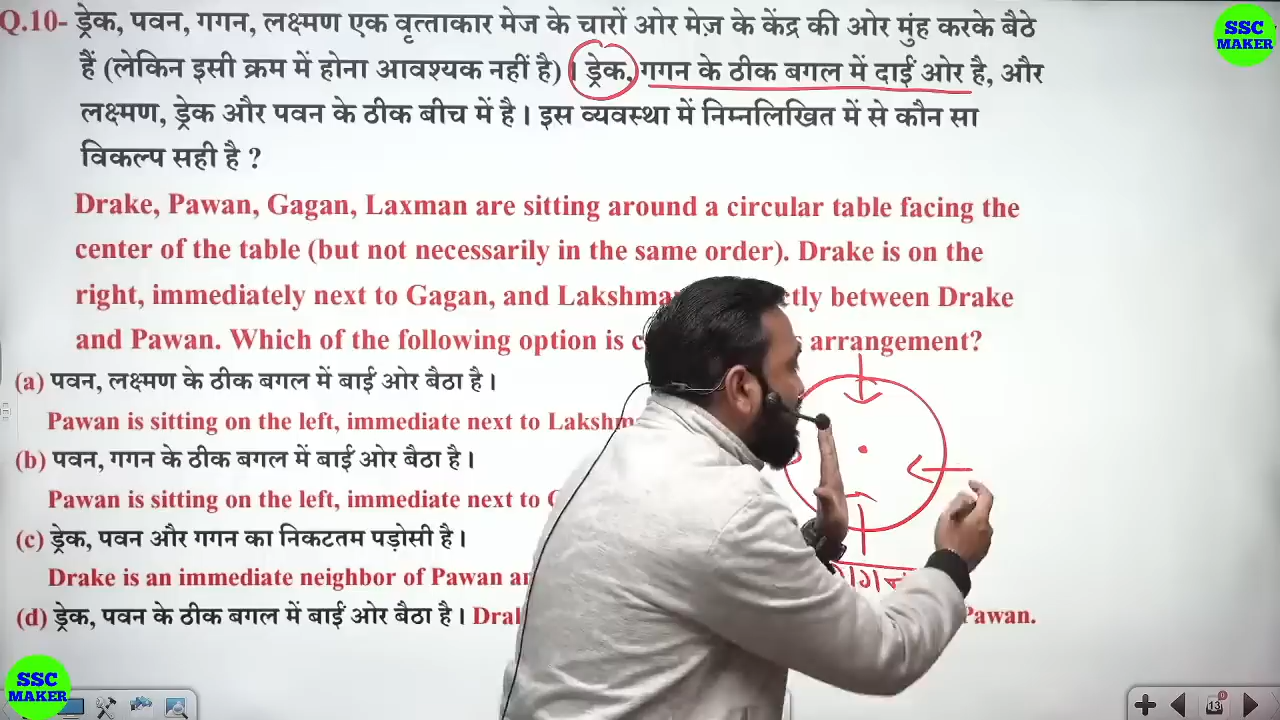 Q.10- ड्रेक, पवन, गगन, लक्ष्मण एक वृत्ताकार मेज के चारों ओर मेज़ के केंद्र की ओर मुंह करके बैठे
हैं (लेकिन इसी क्रम में होना आवश्यक नहीं है) । ड्रेक, गगन के ठीक बगल में दाईं ओर है, और
लक्ष्मण, ड्रेक और पवन के ठीक बीच में है। इस व्यवस्था में निम्नलिखित में से कौन सा
विकल्प सही है ?
Drake, Pawan, Gagan, Laxman are sitting around a circular table facing the
center of the table (but not necessarily in the same order). Drake is on the
right, immediately next to Gagan, and between Drake
and Pawan. Which of the following option is arrangement?
(a) पवन, लक्ष्मण के ठीक बगल में बाईं ओर बैठा है।
Pawan is sitting on the left, immediate next to
(b) पवन, गगन के ठीक बगल में बाईं ओर बैठा है।
Pawan is sitting on the left, immediate next to
(c) ड्रेक, पवन और गगन का निकटतम पड़ोसी है।
Drake is an immediate neighbor of Pawan
(d) ड्रेक, पवन के ठीक बगल में बाईं ओर बैठा है। Pawan.
गगन
SSC
MAKER
SSC
MAKER
13